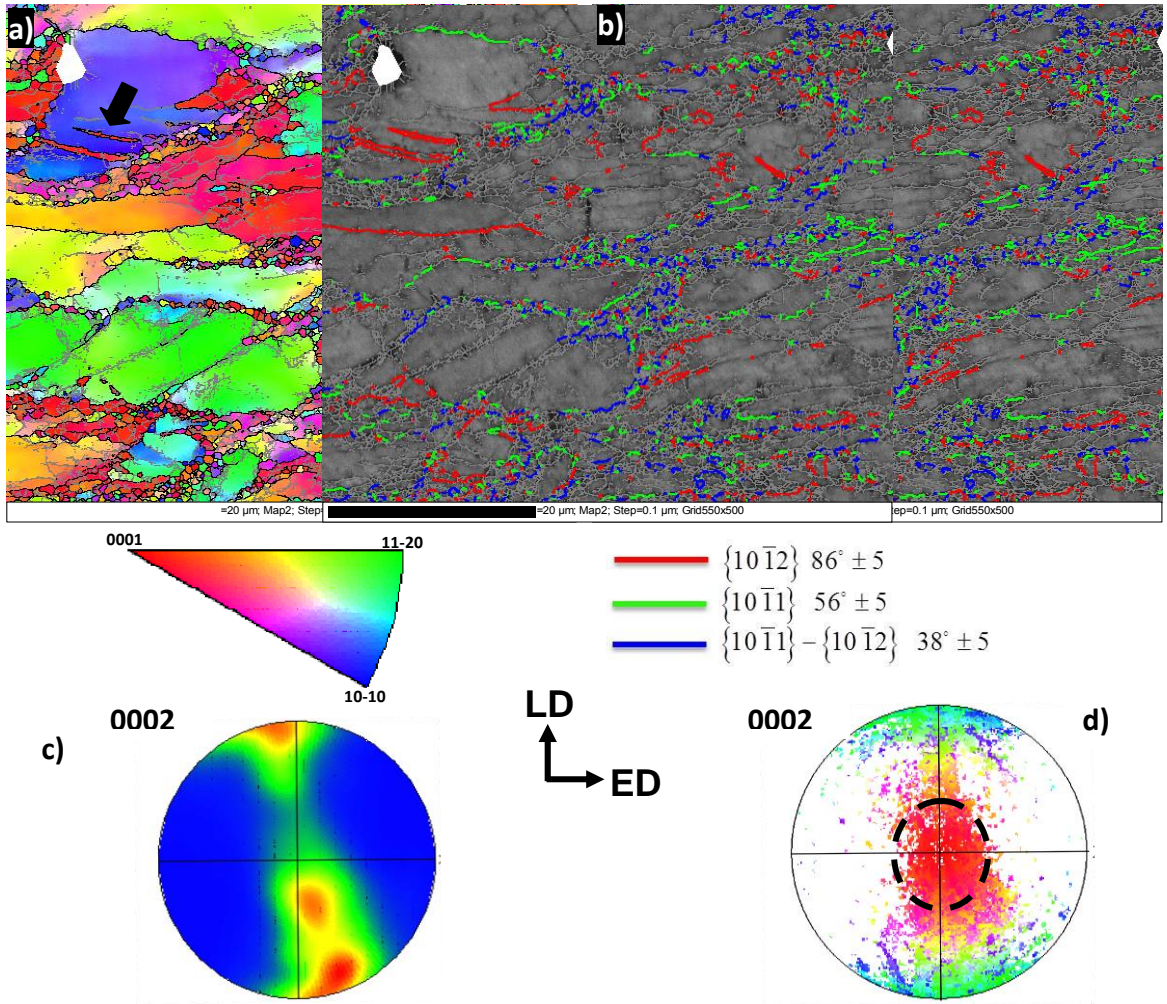 a)
b)
=20 µm; Map2; Step=
=20 µm; Map2; Step=0.1 µm; Grid550x500
tep=0.1 µm; Grid550x500
0001
11-20
10-10
{10 1̅2} 86° ± 5
{10 1̅1} 56° ± 5
{10 1̅1} – {10 1̅2} 38° ± 5
0002
c)
LD
ED
0002
d)